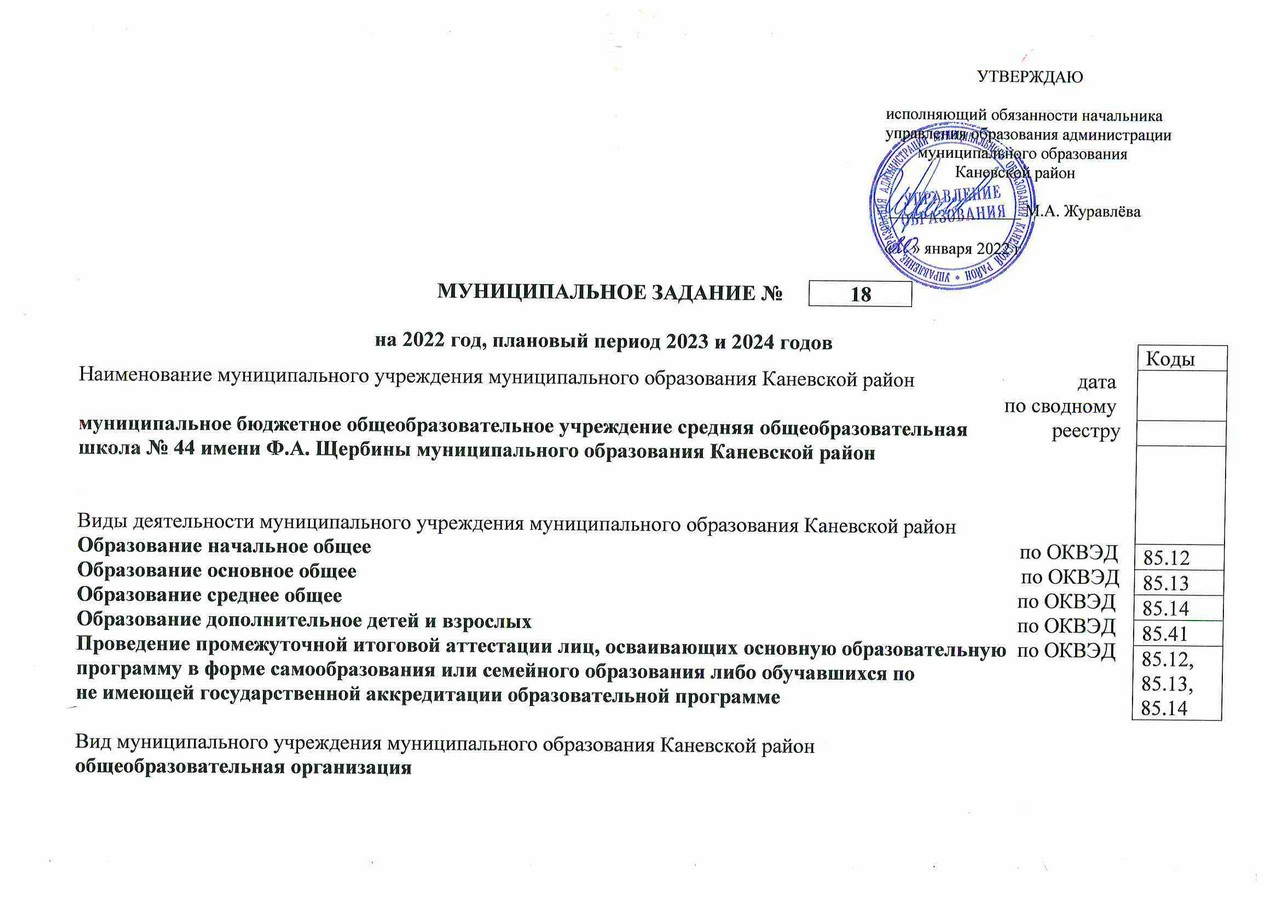 УТВЕРЖДАЮ
исполняющий обязанности начальника
управления образования администрации
муниципального образования
Каневской район
УПРАВЛЕНИЕ
ОБРАЗОВАНИЯ
М.А. Журавлёва
«10» января 2022 г.
МУНИЦИПАЛЬНОЕ ЗАДАНИЕ № 18
на 2022 год, плановый период 2023 и 2024 годов
Коды
Наименование муниципального учреждения муниципального образования Каневской район дата
по сводному
муниципальное бюджетное общеобразовательное учреждение средняя общеобразовательная реестру
школа № 44 имени Ф.А. Щербины муниципального образования Каневской район
Виды деятельности муниципального учреждения муниципального образования Каневской район
Образование начальное общее по ОКВЭД 85.12
Образование основное общее по ОКВЭД 85.13
Образование среднее общее по ОКВЭД 85.14
Образование дополнительное детей и взрослых по ОКВЭД 85.41
Проведение промежуточной итоговой аттестации лиц, осваивающих основную образовательную по ОКВЭД 85.12,
программу в форме самообразования или семейного образования либо обучавшихся по 85.13,
не имеющей государственной аккредитации образовательной программе 85.14
Вид муниципального учреждения муниципального образования Каневской район
общеобразовательная организация